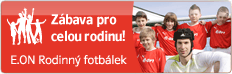 Zábava pro
celou rodinu!
E.ON Rodinný fotbálek